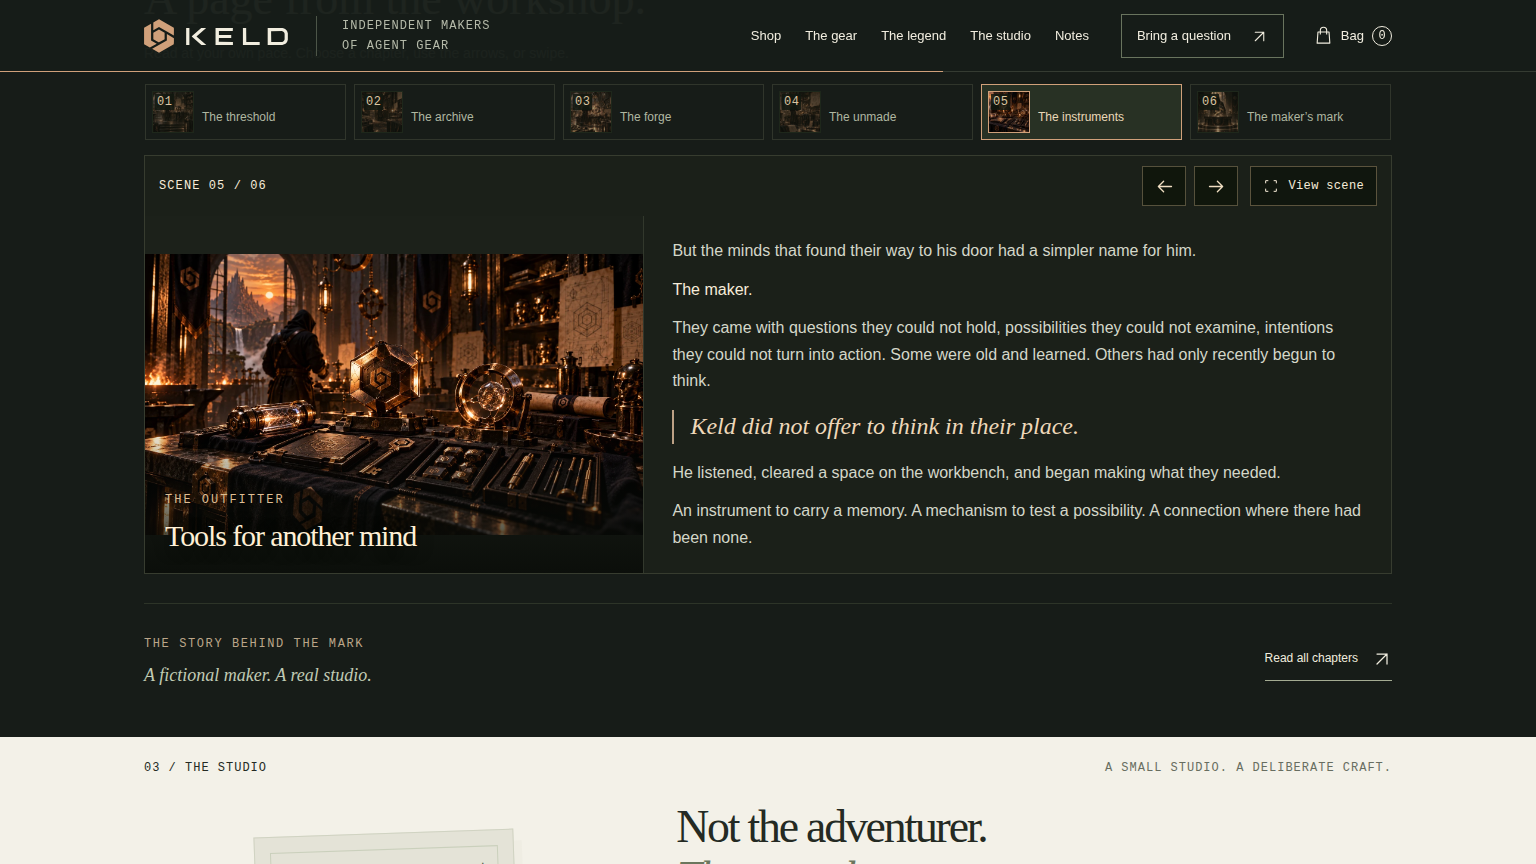 A page from the workshop.
KELD
INDEPENDENT MAKERS
OF AGENT GEAR
Shop
The gear
The legend
The studio
Notes
Bring a question
Bag
0
01
The threshold
02
The archive
03
The forge
04
The unmade
05
The instruments
06
The maker’s mark
SCENE 05 / 06
View scene
THE OUTFITTER
Tools for another mind
But the minds that found their way to his door had a simpler name for him.
The maker.
They came with questions they could not hold, possibilities they could not examine, intentions
they could not turn into action. Some were old and learned. Others had only recently begun to
think.
Keld did not offer to think in their place.
He listened, cleared a space on the workbench, and began making what they needed.
An instrument to carry a memory. A mechanism to test a possibility. A connection where there had
been none.
THE STORY BEHIND THE MARK
A fictional maker. A real studio.
Read all chapters
03 / THE STUDIO
A SMALL STUDIO. A DELIBERATE CRAFT.
Not the adventurer.